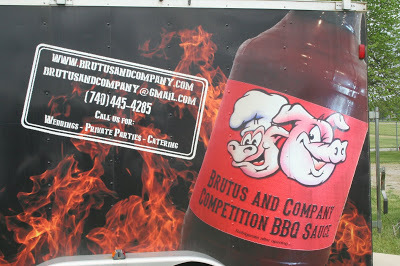 www.brutusandcompany.com
brutusandcompany@gmail.com
(740)445-4285
Call us for:
Weddings - Private Parties - Catering
Brutus and Company
Competition BBQ Sauce